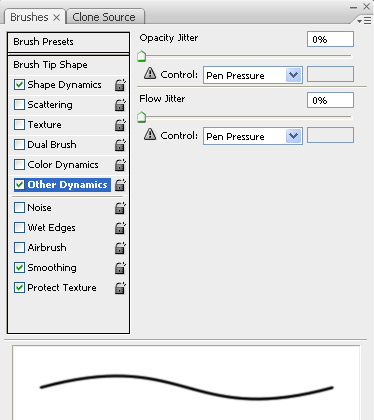 Brushes × Clone Source
Brush Presets
Brush Tip Shape
Shape Dynamics
Scattering
Texture
Dual Brush
Color Dynamics
Other Dynamics
Noise
Wet Edges
Airbrush
Smoothing
Protect Texture
Opacity Jitter 0%
Control: Pen Pressure
Flow Jitter 0%
Control: Pen Pressure